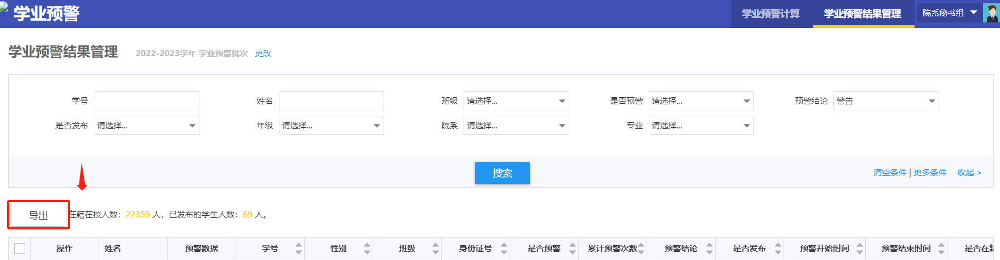 学业预警 学业预警计算 学业预警结果管理 院系秘书组
学业预警结果管理 2022-2023学年 学业预警批次 更改
学号 姓名 班级 请选择... 是否预警 请选择... 预警结论 警告
是否发布 请选择... 年级 请选择... 院系 请选择... 专业 请选择...
搜索 清空条件 | 更多条件 收起 >
导出 在籍在校人数：22359 人，已发布的学生人数：69 人。
操作 姓名 预警数据 学号 性别 班级 身份证号 是否预警 累计预警次数 预警结论 是否发布 预警开始时间 预警结束时间 是否在籍